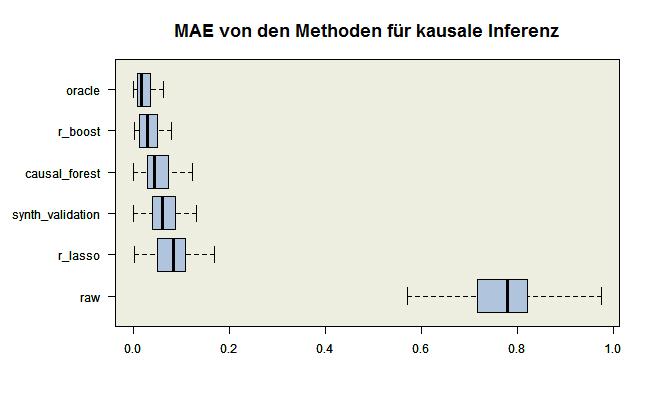 MAE von den Methoden für kausale Inferenz
oracle
r_boost
causal_forest
synth_validation
r_lasso
raw
0.0 0.2 0.4 0.6 0.8 1.0